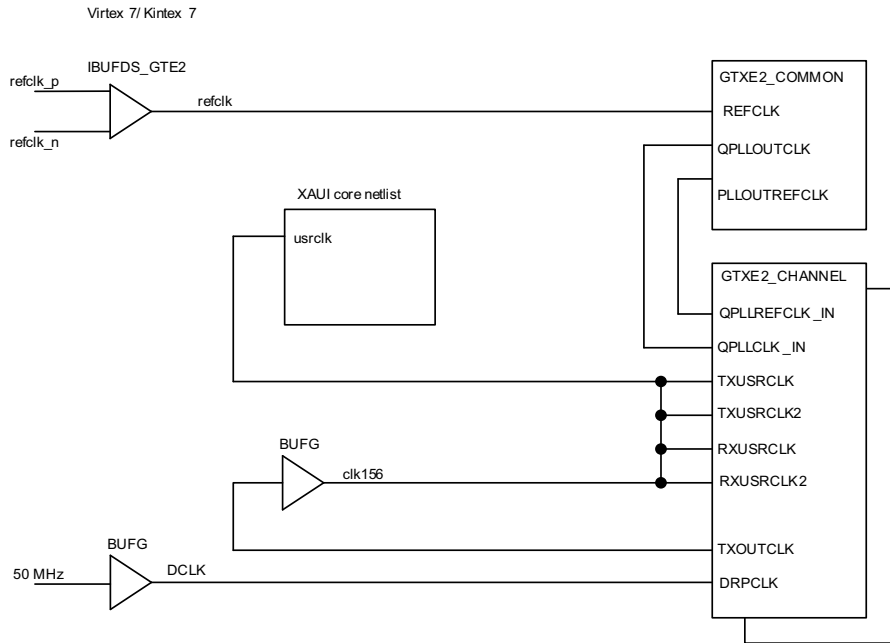 Virtex 7/ Kintex 7
IBUFDS_GTE2
refclk_p
refclk
refclk_n
GTXE2_COMMON
REFCLK
QPLLOUTCLK
PLLOUTREFCLK
XAUI core netlist
usrclk
GTXE2_CHANNEL
QPLLREFCLK_IN
QPLLCLK_IN
TXUSRCLK
TXUSRCLK2
RXUSRCLK
RXUSRCLK2
TXOUTCLK
DRPCLK
BUFG
clk156
BUFG
50 MHz
DCLK